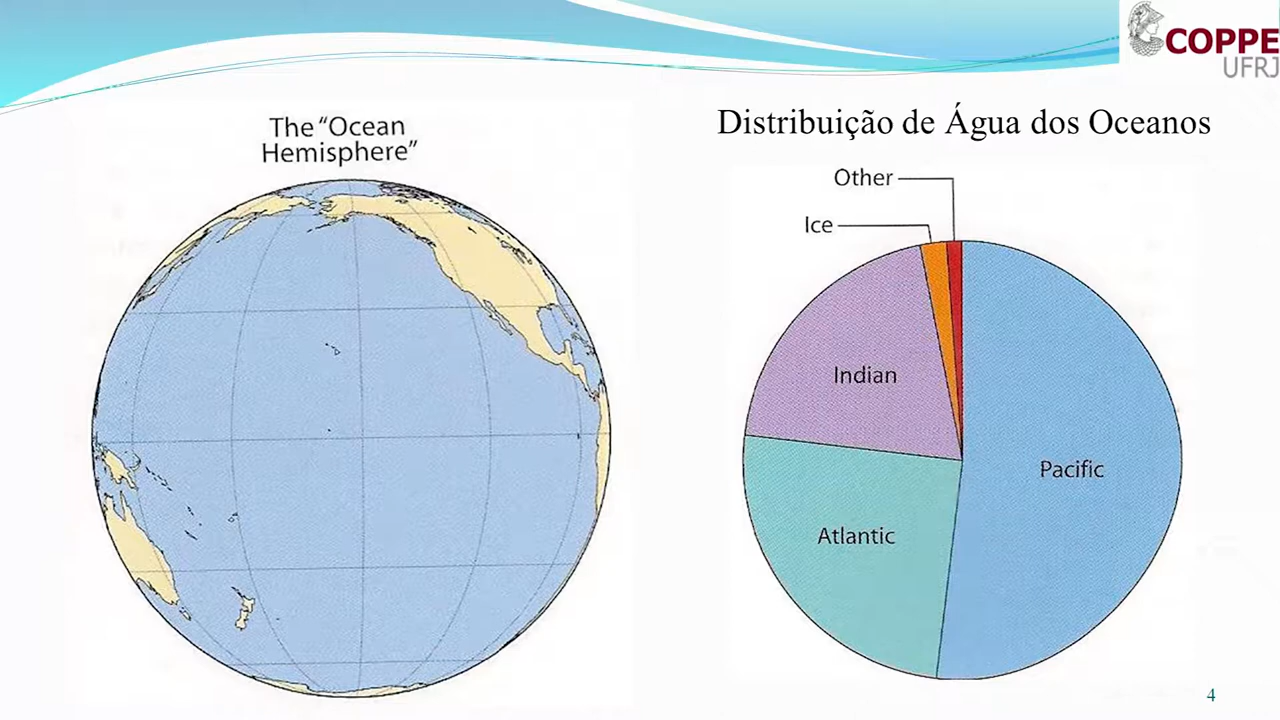 COPPE
UFRJ
The “Ocean
Hemisphere”
Distribuição de Água dos Oceanos
Other
Ice
Indian
Pacific
Atlantic
4